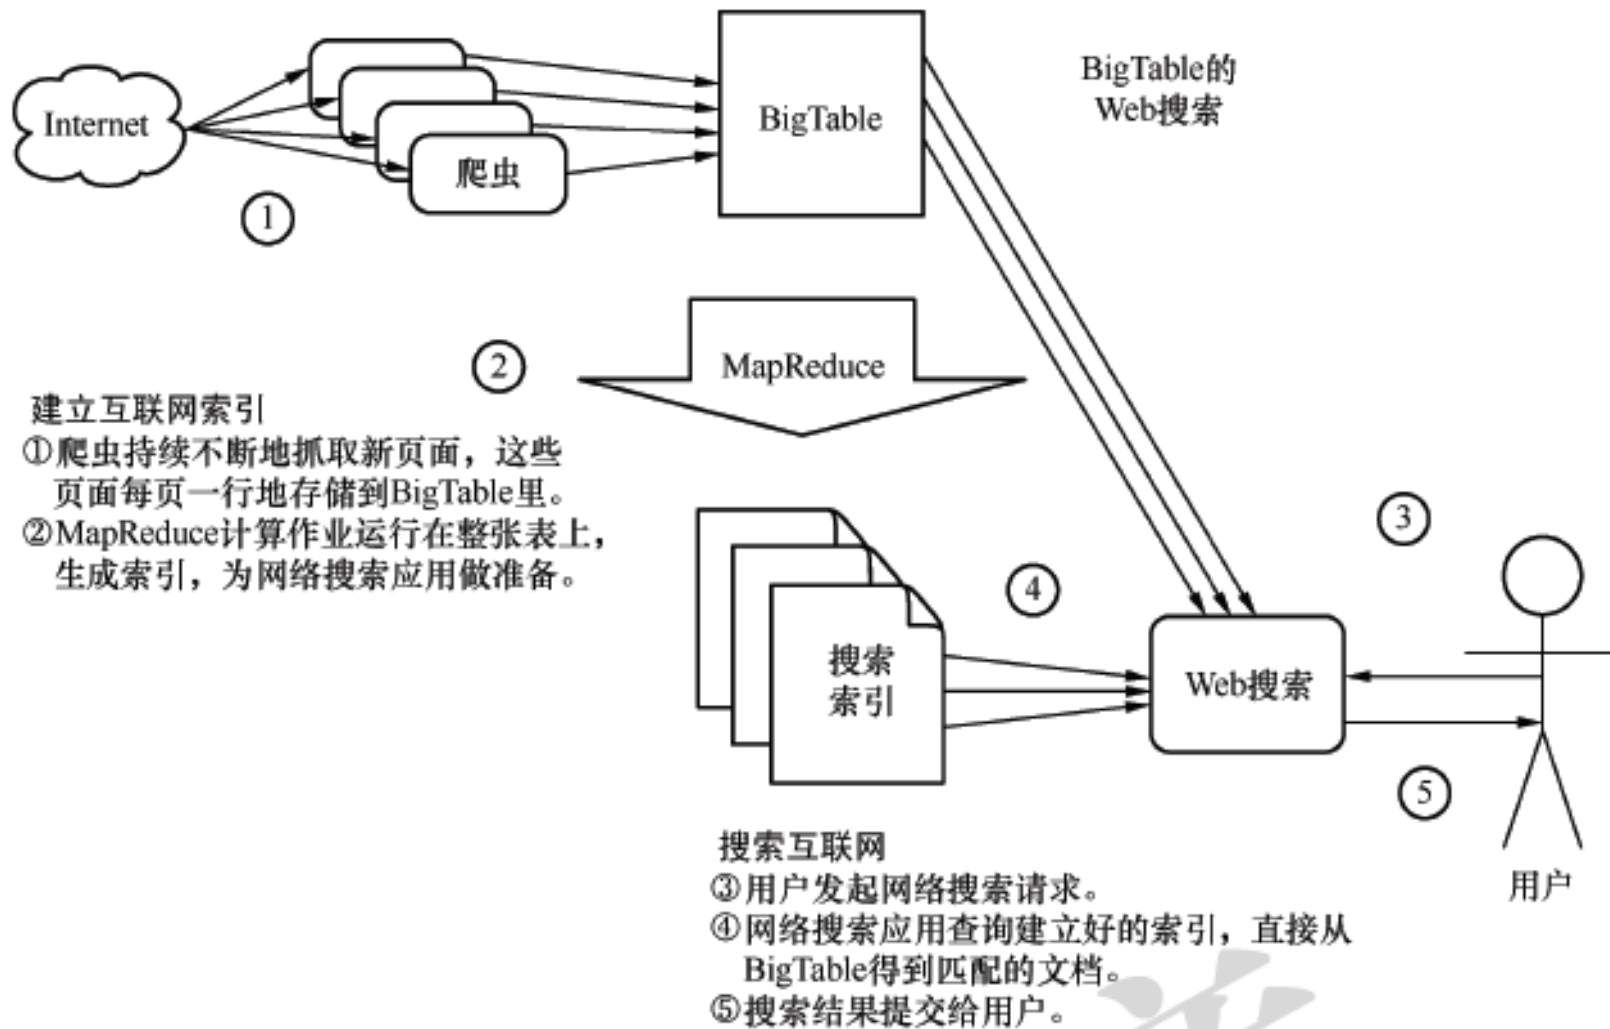 Internet
爬虫
①
BigTable
BigTable的
Web搜索
②
MapReduce
建立互联网索引
①爬虫持续不断地抓取新页面，这些
页面每页一行地存储到BigTable里。
②MapReduce计算作业运行在整张表上，
生成索引，为网络搜索应用做准备。
③
④
搜索
索引
Web搜索
⑤
用户
搜索互联网
③用户发起网络搜索请求。
④网络搜索应用查询建立好的索引，直接从
BigTable得到匹配的文档。
⑤搜索结果提交给用户。